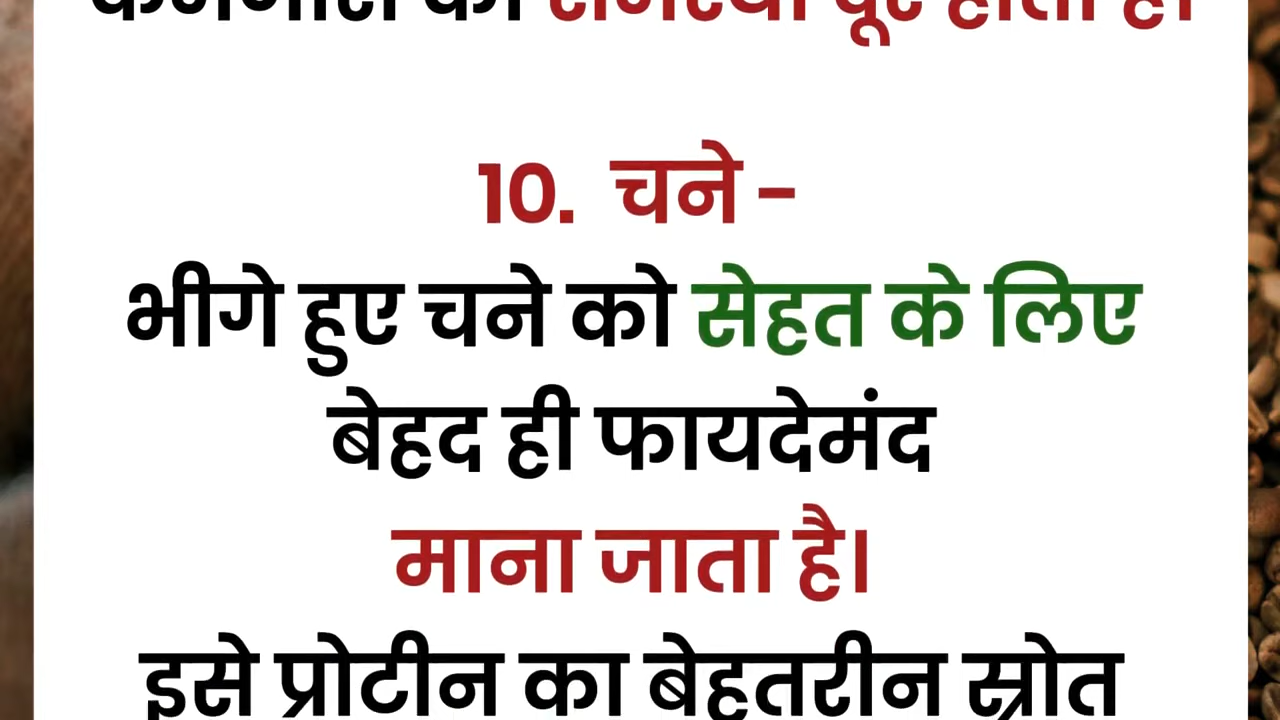 दूर होती है।
10. चने -
भीगे हुए चने को सेहत के लिए
बेहद ही फायदेमंद
माना जाता है।
इसे प्रोटीन का बेहतरीन स्रोत